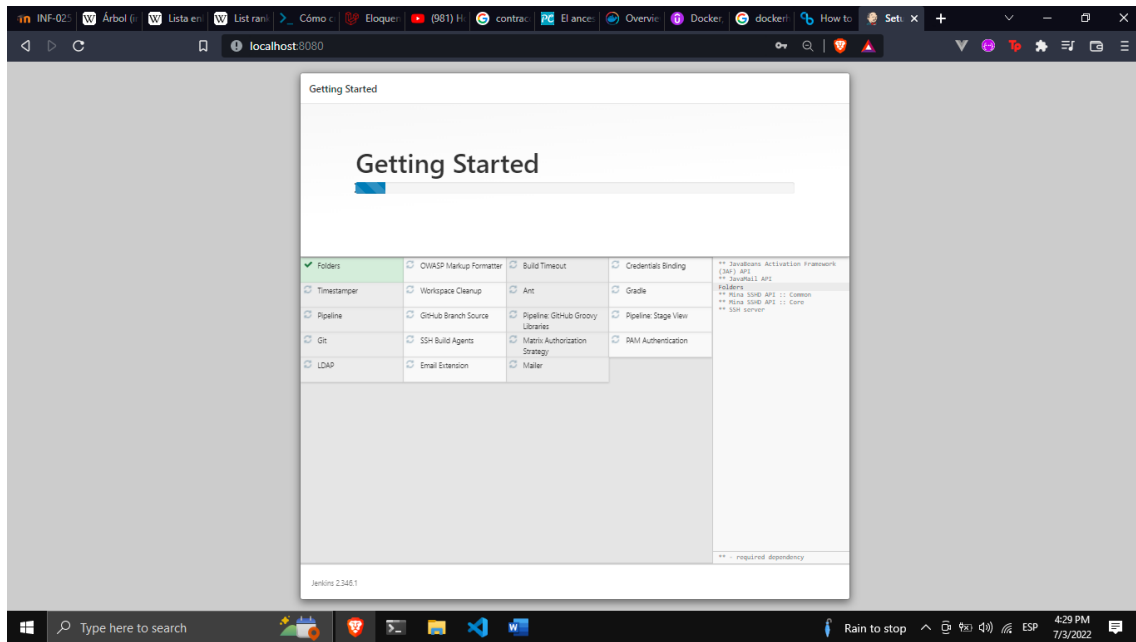 INF-025
Árbol (i
Lista en
List rank
Cómo c
Eloquen
(981) H
contrac
El ances
Overvie
Docker,
dockerh
How to
Setu
localhost:8080
Getting Started
Getting Started
Folders
OWASP Markup Formatter
Build Timeout
Credentials Binding
Timestamper
Workspace Cleanup
Ant
Gradle
Pipeline
GitHub Branch Source
Pipeline: GitHub Groovy
Libraries
Pipeline: Stage View
Git
SSH Build Agents
Matrix Authorization
Strategy
PAM Authentication
LDAP
Email Extension
Mailer
** JavaBeans Activation Framework
(JAF) API
** JavaMail API
Folders
** Mina SSHD API :: Common
** Mina SSHD API :: Core
** SSH server
** - required dependency
Jenkins 2.346.1
Type here to search
Rain to stop
ESP
4:29 PM
7/3/2022